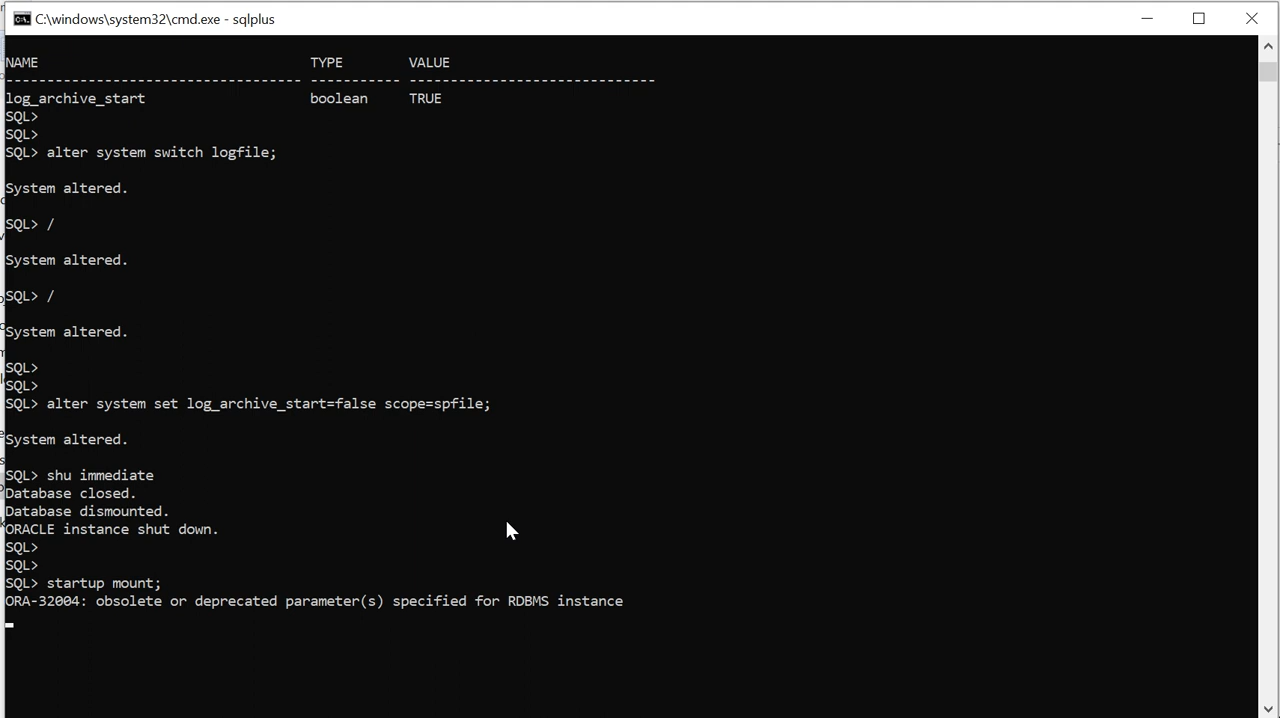 C:\windows\system32\cmd.exe - sqlplus
NAME TYPE VALUE
------------------------------------ ----------- ------------------------------
log_archive_start boolean TRUE
SQL>
SQL>
SQL> alter system switch logfile;
System altered.
SQL> /
System altered.
SQL> /
System altered.
SQL>
SQL>
SQL> alter system set log_archive_start=false scope=spfile;
System altered.
SQL> shu immediate
Database closed.
Database dismounted.
ORACLE instance shut down.
SQL>
SQL>
SQL> startup mount;
ORA-32004: obsolete or deprecated parameter(s) specified for RDBMS instance